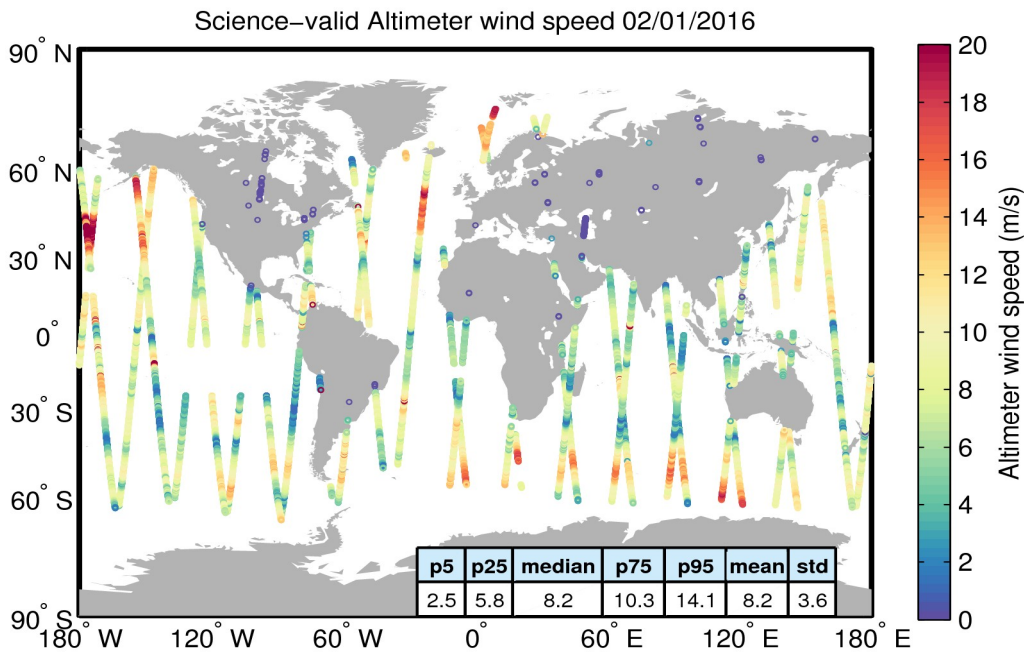 Science−valid Altimeter wind speed 02/01/2016
90° N
60° N
30° N
0°
30° S
60° S
90° S
180° W
120° W
60° W
0°
60° E
120° E
180° E
p5 p25 median p75 p95 mean std
2.5 5.8 8.2 10.3 14.1 8.2 3.6
20
18
16
14
12
10
8
6
4
2
0
Altimeter wind speed (m/s)